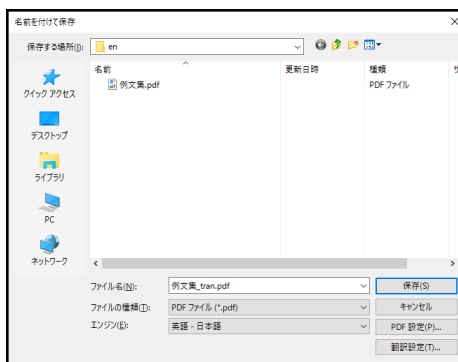 名前を付けて保存
保存する場所(I):
en
名前
更新日時
種類
サ
例文集.pdf
PDF ファイル
クイック アクセス
デスクトップ
ライブラリ
PC
ネットワーク
ファイル名(N):
例文集_tran.pdf
保存(S)
ファイルの種類(T):
PDF ファイル (*.pdf)
キャンセル
エンジン(E):
英語 - 日本語
PDF 設定(P)...
翻訳設定(T)...